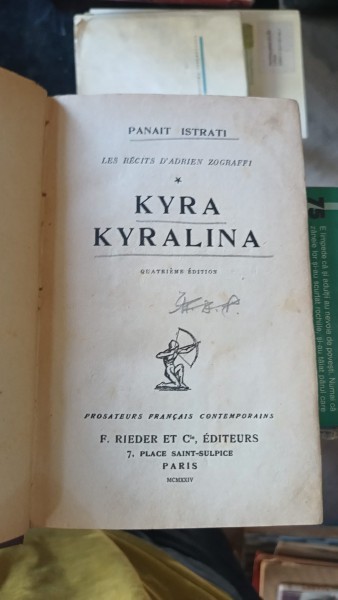 PANAIT ISTRATI
LES RÉCITS D'ADRIEN ZOGRAFFI
*
KYRA
KYRALINA
QUATRIÈME ÉDITION
PROSATEURS FRANÇAIS CONTEMPORAINS
F. RIEDER ET Cie, ÉDITEURS
7, PLACE SAINT-SULPICE
PARIS
MCMXXIV
75